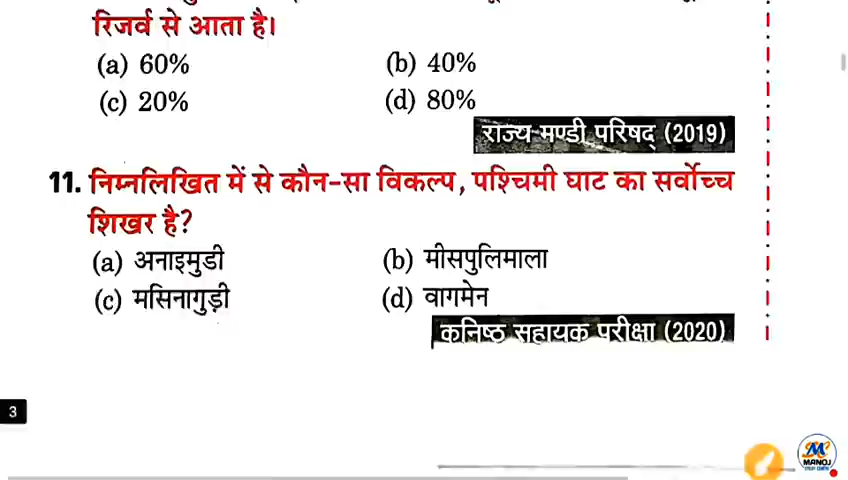 रिजर्व से आता है।
(a) 60% (b) 40%
(c) 20% (d) 80%
राज्य मण्डी परिषद् (2019)
11. निम्नलिखित में से कौन-सा विकल्प, पश्चिमी घाट का सर्वोच्च
शिखर है?
(a) अनाइमुडी (b) मीसपुलिमाला
(c) मसिनागुड़ी (d) वागमेन
कनिष्ठ सहायक परीक्षा (2020)
3
MANOJ